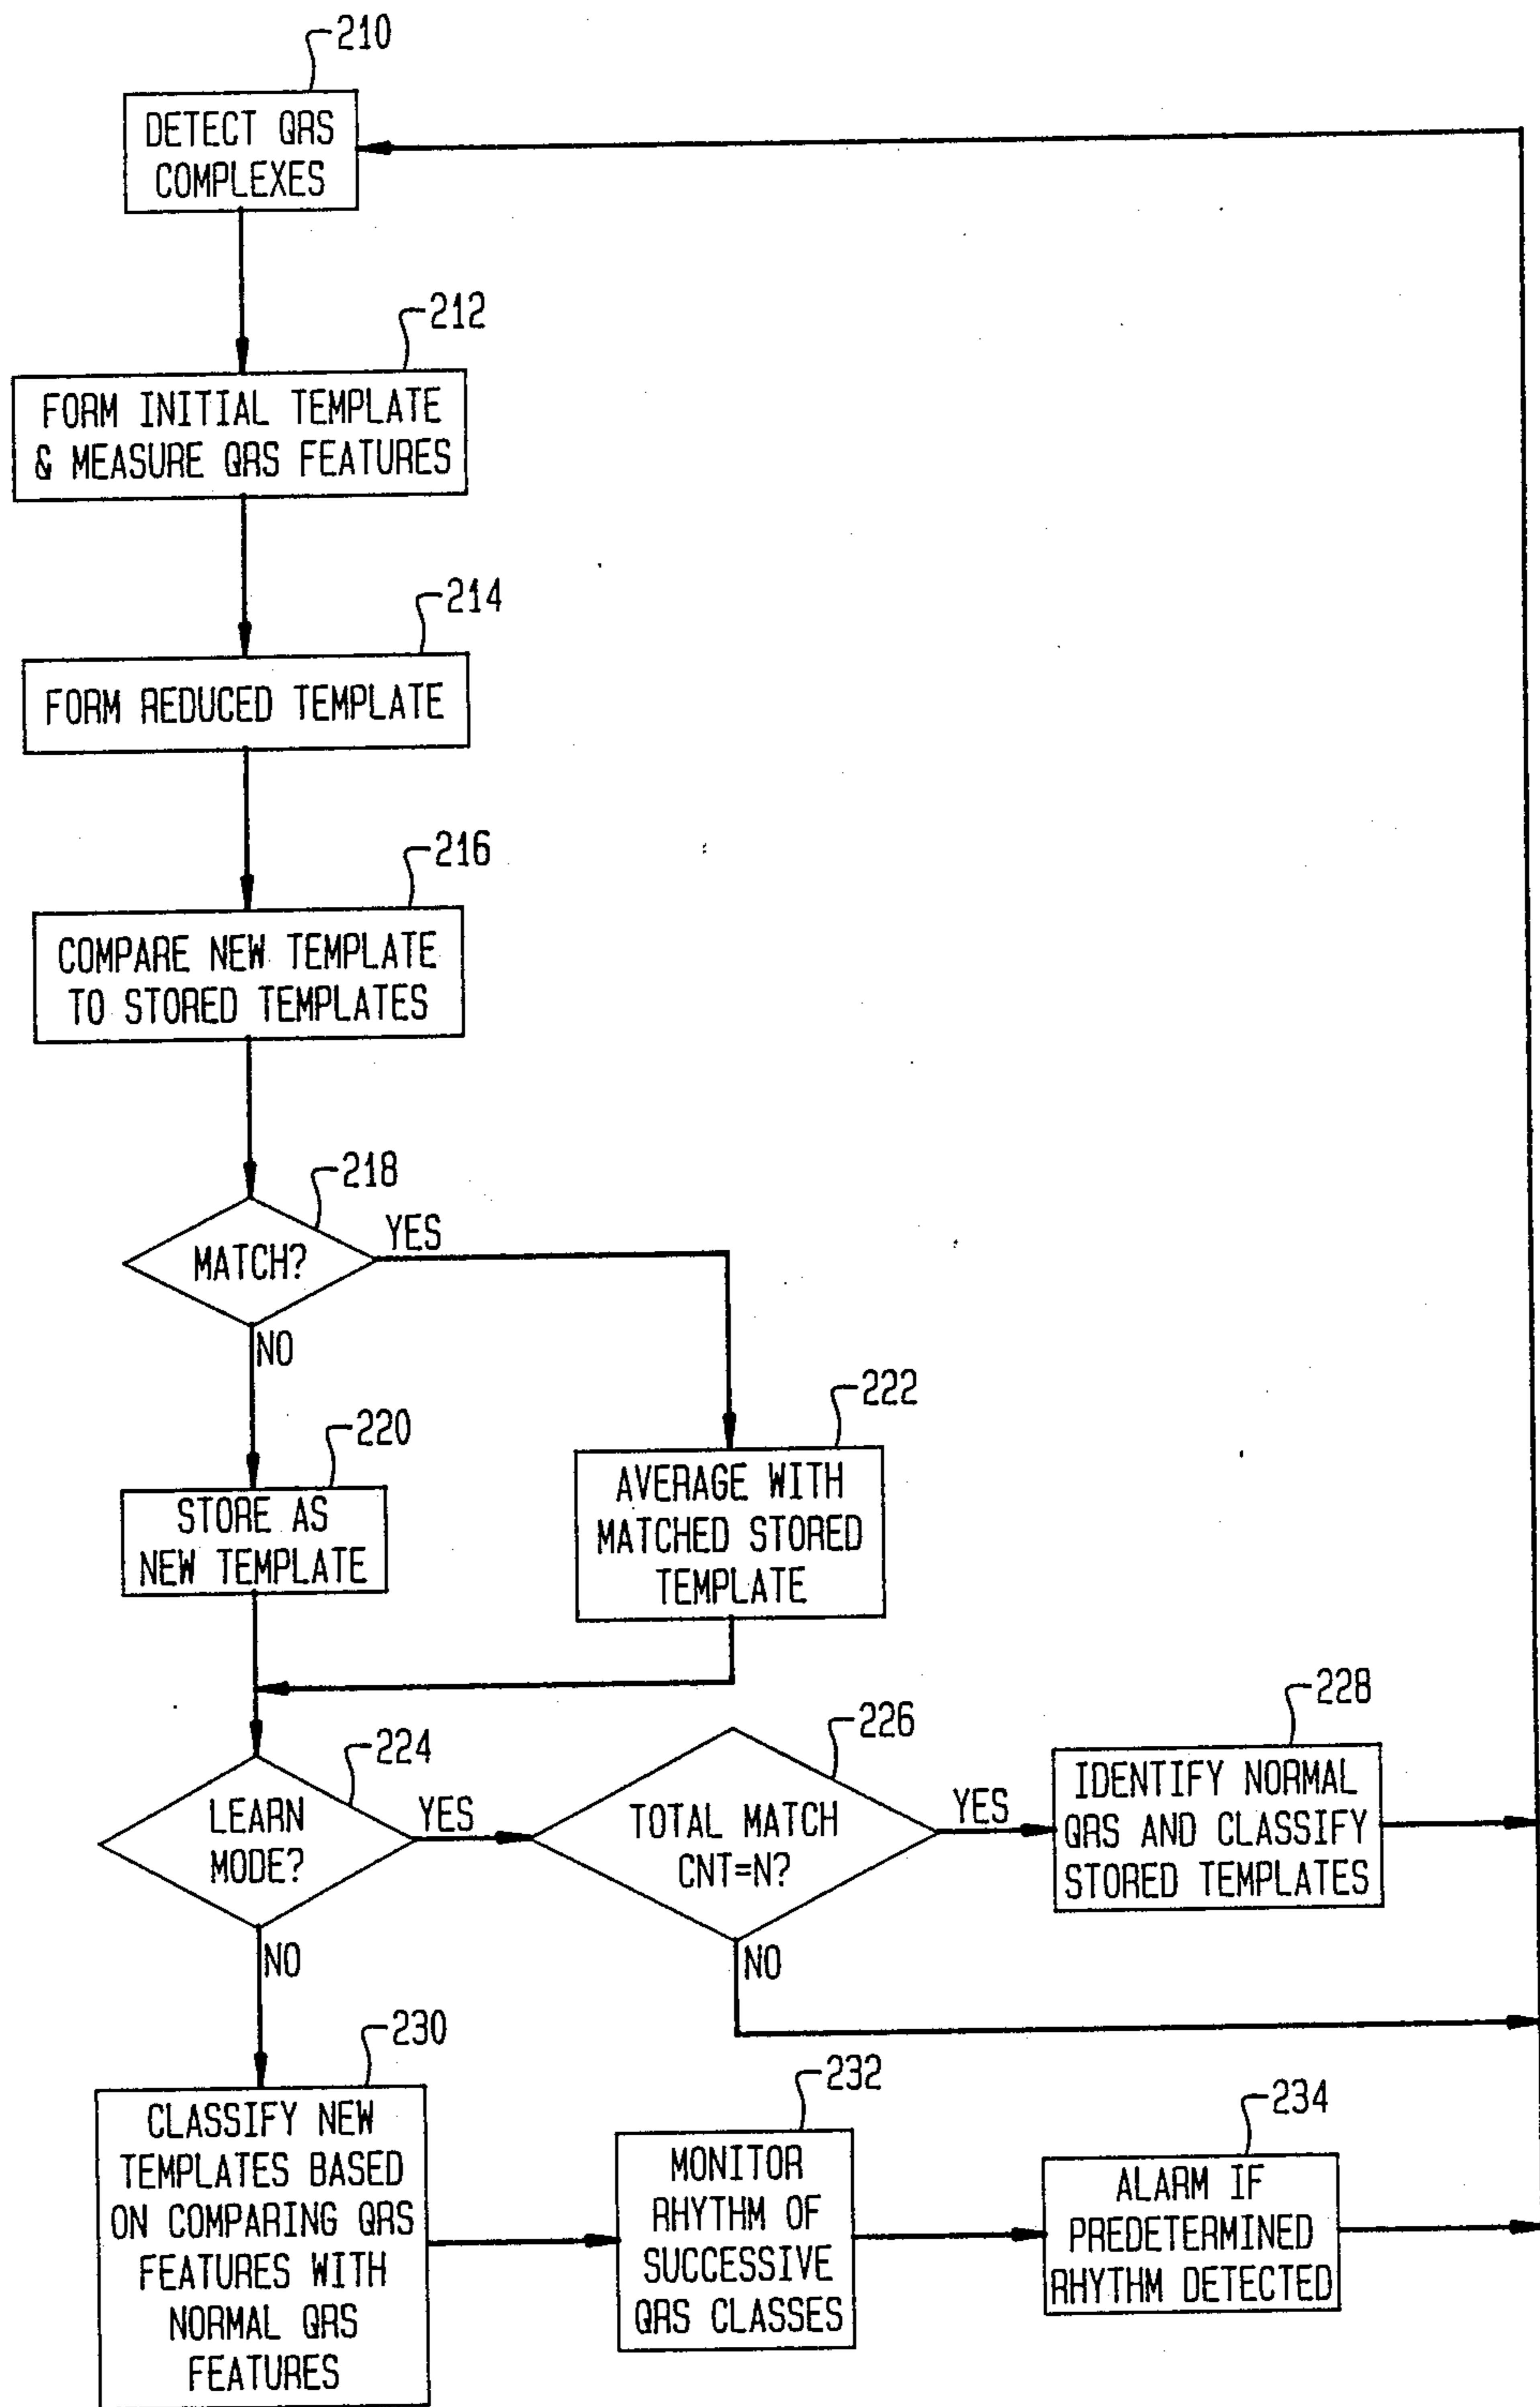 210
DETECT QRS
COMPLEXES
212
FORM INITIAL TEMPLATE
& MEASURE QRS FEATURES
214
FORM REDUCED TEMPLATE
216
COMPARE NEW TEMPLATE
TO STORED TEMPLATES
218
MATCH?
YES
NO
220
STORE AS
NEW TEMPLATE
222
AVERAGE WITH
MATCHED STORED
TEMPLATE
224
LEARN
MODE?
YES
NO
226
TOTAL MATCH
CNT=N?
YES
NO
228
IDENTIFY NORMAL
QRS AND CLASSIFY
STORED TEMPLATES
230
CLASSIFY NEW
TEMPLATES BASED
ON COMPARING QRS
FEATURES WITH
NORMAL QRS
FEATURES
232
MONITOR
RHYTHM OF
SUCCESSIVE
QRS CLASSES
234
ALARM IF
PREDETERMINED
RHYTHM DETECTED